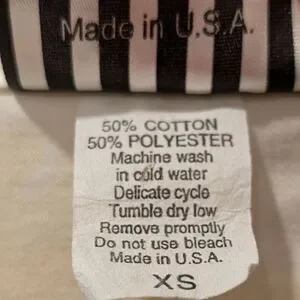 Made in U.S.A.
50% COTTON
50% POLYESTER
Machine wash
in cold water
Delicate cycle
Tumble dry low
Remove promptly
Do not use bleach
Made in U.S.A.
XS